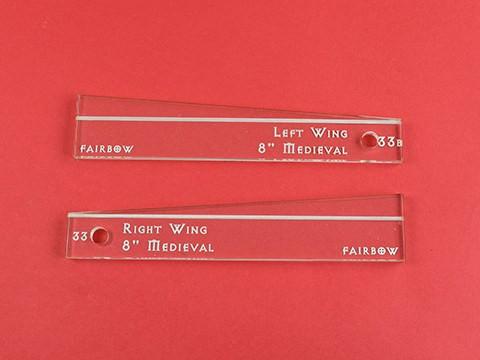 Left Wing
8" Medieval
33B
FAIRBOW
Right Wing
8" Medieval
33
FAIRBOW